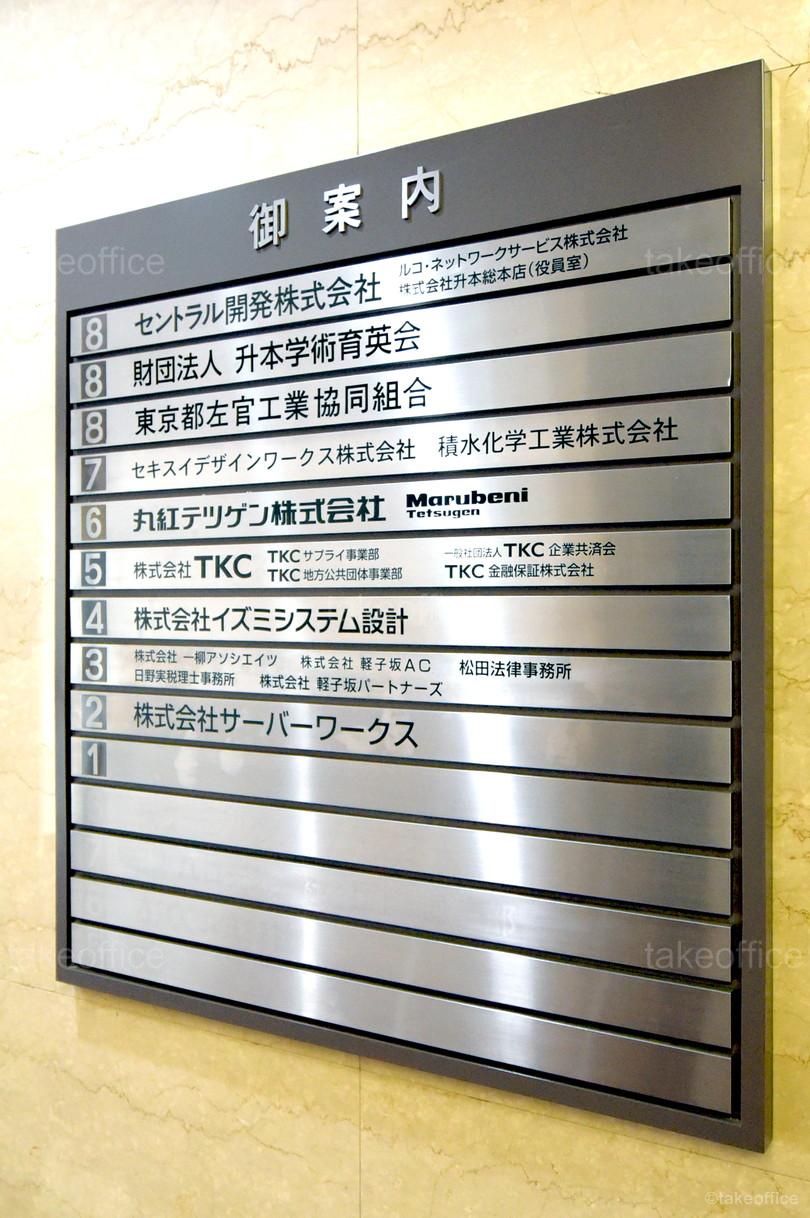 御案内
8 セントラル開発株式会社 ルコ・ネットワークサービス株式会社
株式会社升本総本店(役員室)
8 財団法人 升本学術育英会
8 東京都左官工業協同組合
7 セキスイデザインワークス株式会社 積水化学工業株式会社
6 丸紅テツゲン株式会社 Marubeni
Tetsugen
5 株式会社TKC TKCサプライ事業部 一般社団法人TKC企業共済会
TKC地方公共団体事業部 TKC金融保証株式会社
4 株式会社イズミシステム設計
3 株式会社 一柳アソシエイツ 株式会社 軽子坂AC 松田法律事務所
日野実税理士事務所 株式会社 軽子坂パートナーズ
2 株式会社サーバーワークス
1
takeoffice
takeoffice
takeoffice
takeoffice
©takeoffice